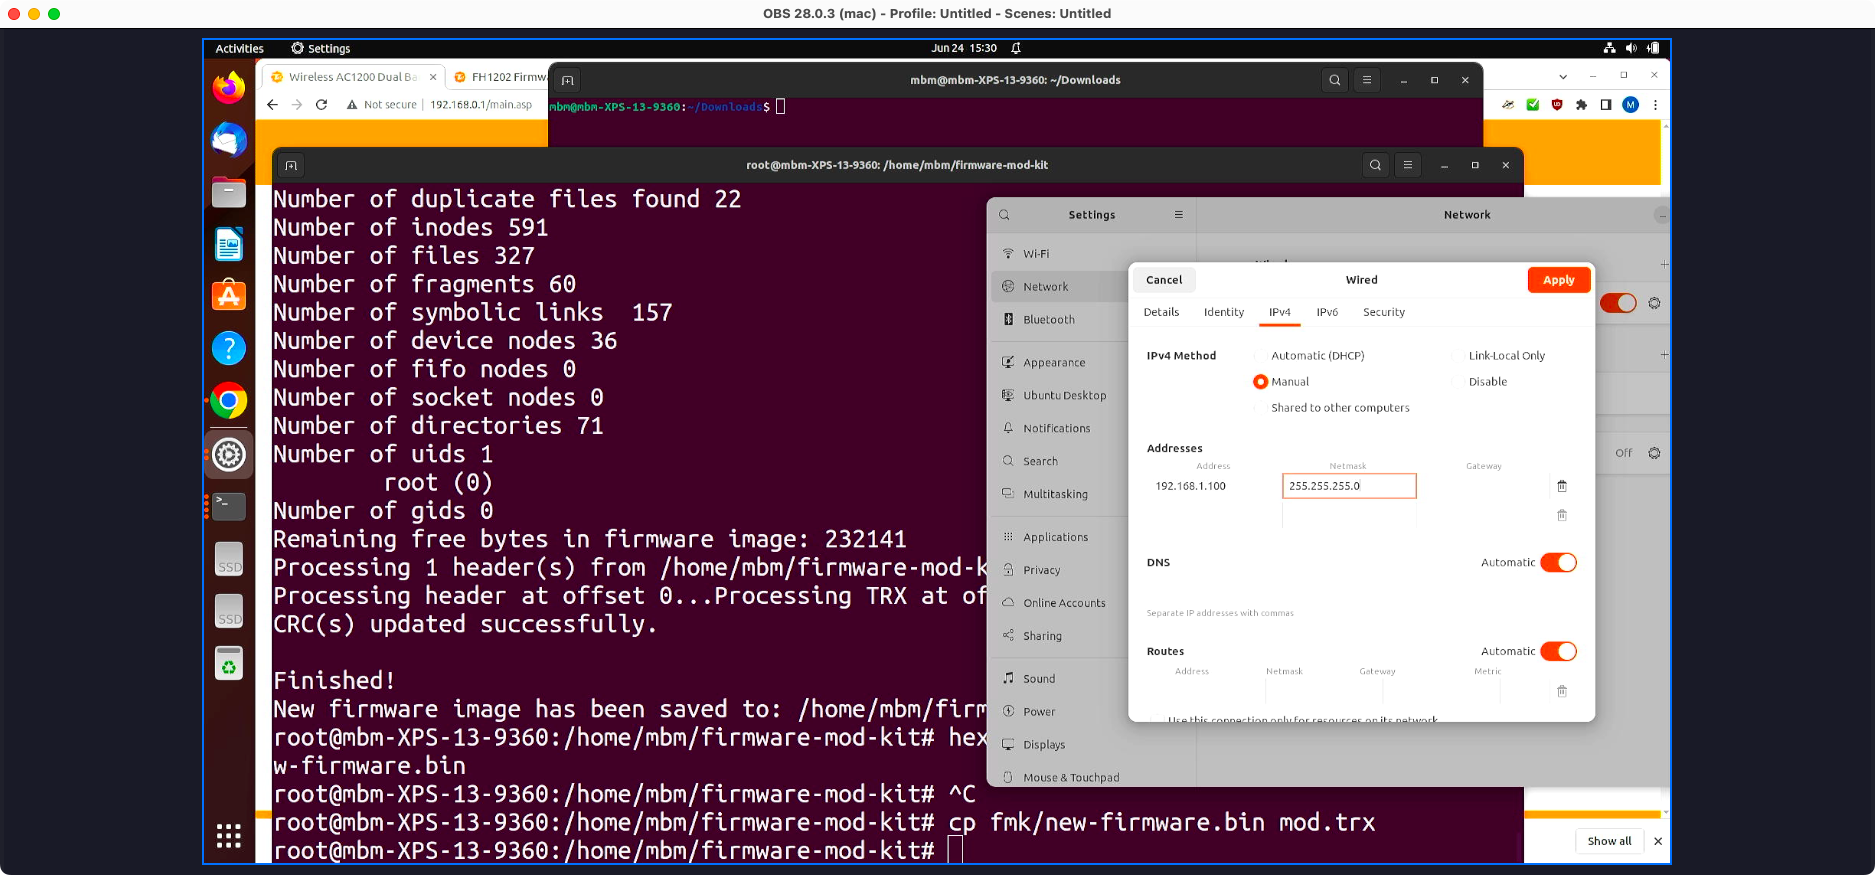 OBS 28.0.3 (mac) - Profile: Untitled - Scenes: Untitled
Activities
Settings
Jun 24 15:30
Wireless AC1200 Dual Ba
FH1202 Firmw
Not secure
192.168.0.1/main.asp
M
mbm@mbm-XPS-13-9360: ~/Downloads
mbm@mbm-XPS-13-9360:~/Downloads$
root@mbm-XPS-13-9360: /home/mbm/firmware-mod-kit
Number of duplicate files found 22
Number of inodes 591
Number of files 327
Number of fragments 60
Number of symbolic links  157
Number of device nodes 36
Number of fifo nodes 0
Number of socket nodes 0
Number of directories 71
Number of uids 1
root (0)
Number of gids 0
Remaining free bytes in firmware image: 232141
Processing 1 header(s) from /home/mbm/firmware-mod-k
Processing header at offset 0...Processing TRX at of
CRC(s) updated successfully.
Finished!
New firmware image has been saved to: /home/mbm/firm
root@mbm-XPS-13-9360:/home/mbm/firmware-mod-kit# hex
w-firmware.bin
root@mbm-XPS-13-9360:/home/mbm/firmware-mod-kit# ^C
root@mbm-XPS-13-9360:/home/mbm/firmware-mod-kit# cp fmk/new-firmware.bin mod.trx
root@mbm-XPS-13-9360:/home/mbm/firmware-mod-kit#
SSD
SSD
Settings
Network
Wi-Fi
Network
Bluetooth
Appearance
Ubuntu Desktop
Notifications
Search
Multitasking
Applications
Privacy
Online Accounts
Sharing
Sound
Power
Displays
Mouse & Touchpad
Off
Cancel
Wired
Apply
Details
Identity
IPv4
IPv6
Security
IPv4 Method
Automatic (DHCP)
Link-Local Only
Manual
Disable
Shared to other computers
Addresses
Address
Netmask
Gateway
192.168.1.100
255.255.255.0
DNS
Automatic
Separate IP addresses with commas
Routes
Automatic
Address
Netmask
Gateway
Metric
Use this connection only for resources on its network
Show all